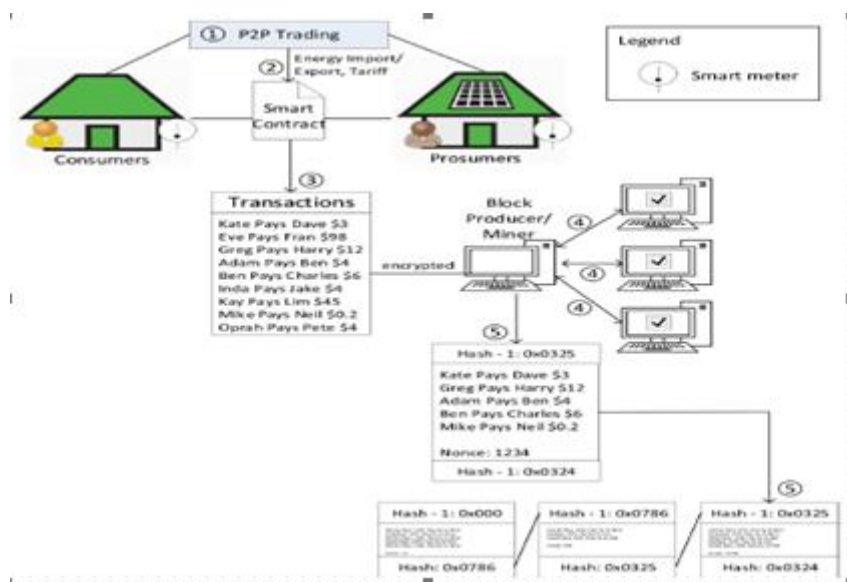 ① P2P Trading
② Energy Import/
Export, Tariff
Legend
Smart meter
Smart
Contract
Consumers
Prosumers
③
Transactions
Kate Pays Dave $3
Eve Pays Fran $98
Greg Pays Harry $12
Adam Pays Ben $4
Ben Pays Charles $6
Inda Pays Jake $4
Kay Pays Lim $45
Mike Pays Neil $0.2
Oprah Pays Pete $4
encrypted
Block
Producer/
Miner
④
④
④
⑤
Hash - 1: 0x0325
Kate Pays Dave $3
Greg Pays Harry $12
Adam Pays Ben $4
Ben Pays Charles $6
Mike Pays Neil $0.2
Nonce: 1234
Hash - 1: 0x0324
⑤
Hash - 1: 0x000
Hash: 0x0786
Hash - 1: 0x0786
Hash: 0x0325
Hash - 1: 0x0325
Hash: 0x0324